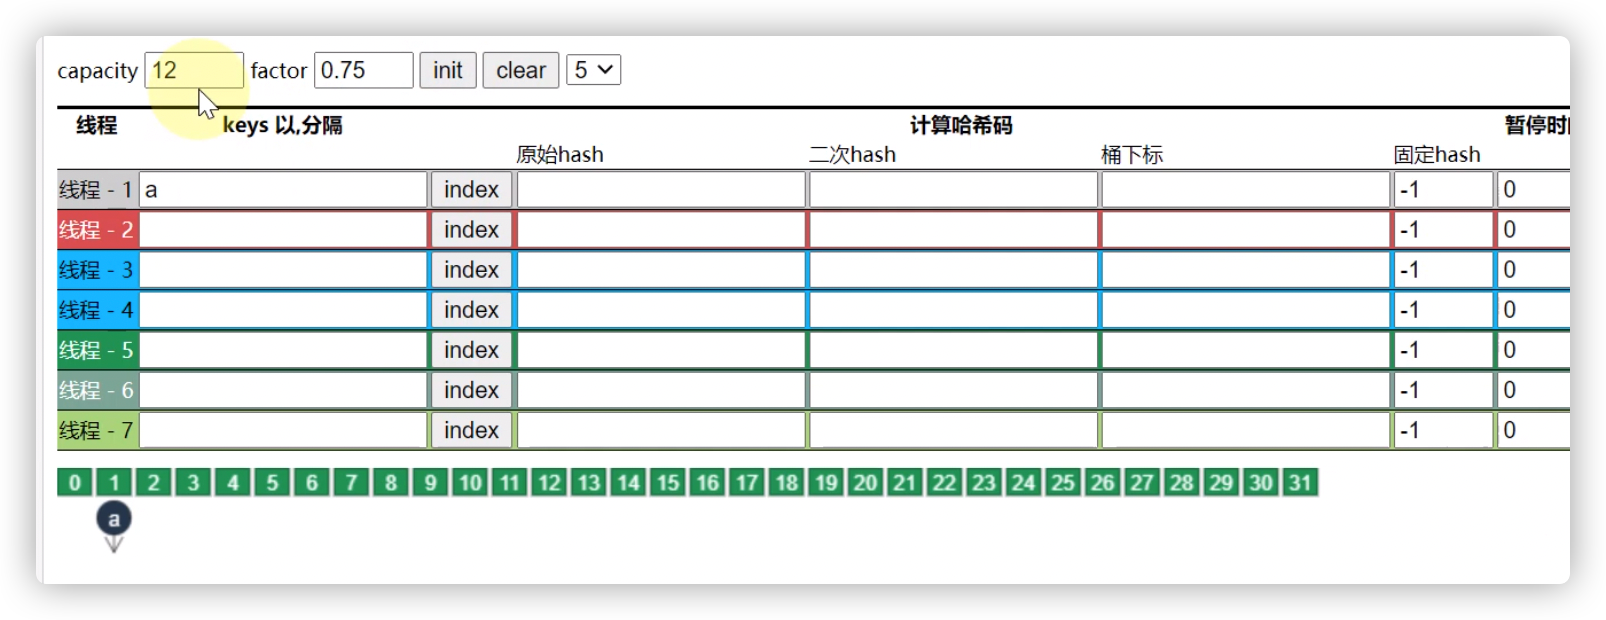 capacity 12 factor 0.75 init clear 5
线程 keys 以,分隔 计算哈希码 暂停时
原始hash 二次hash 桶下标 固定hash
线程 - 1 a index -1 0
线程 - 2 index -1 0
线程 - 3 index -1 0
线程 - 4 index -1 0
线程 - 5 index -1 0
线程 - 6 index -1 0
线程 - 7 index -1 0
0 1 2 3 4 5 6 7 8 9 10 11 12 13 14 15 16 17 18 19 20 21 22 23 24 25 26 27 28 29 30 31
a